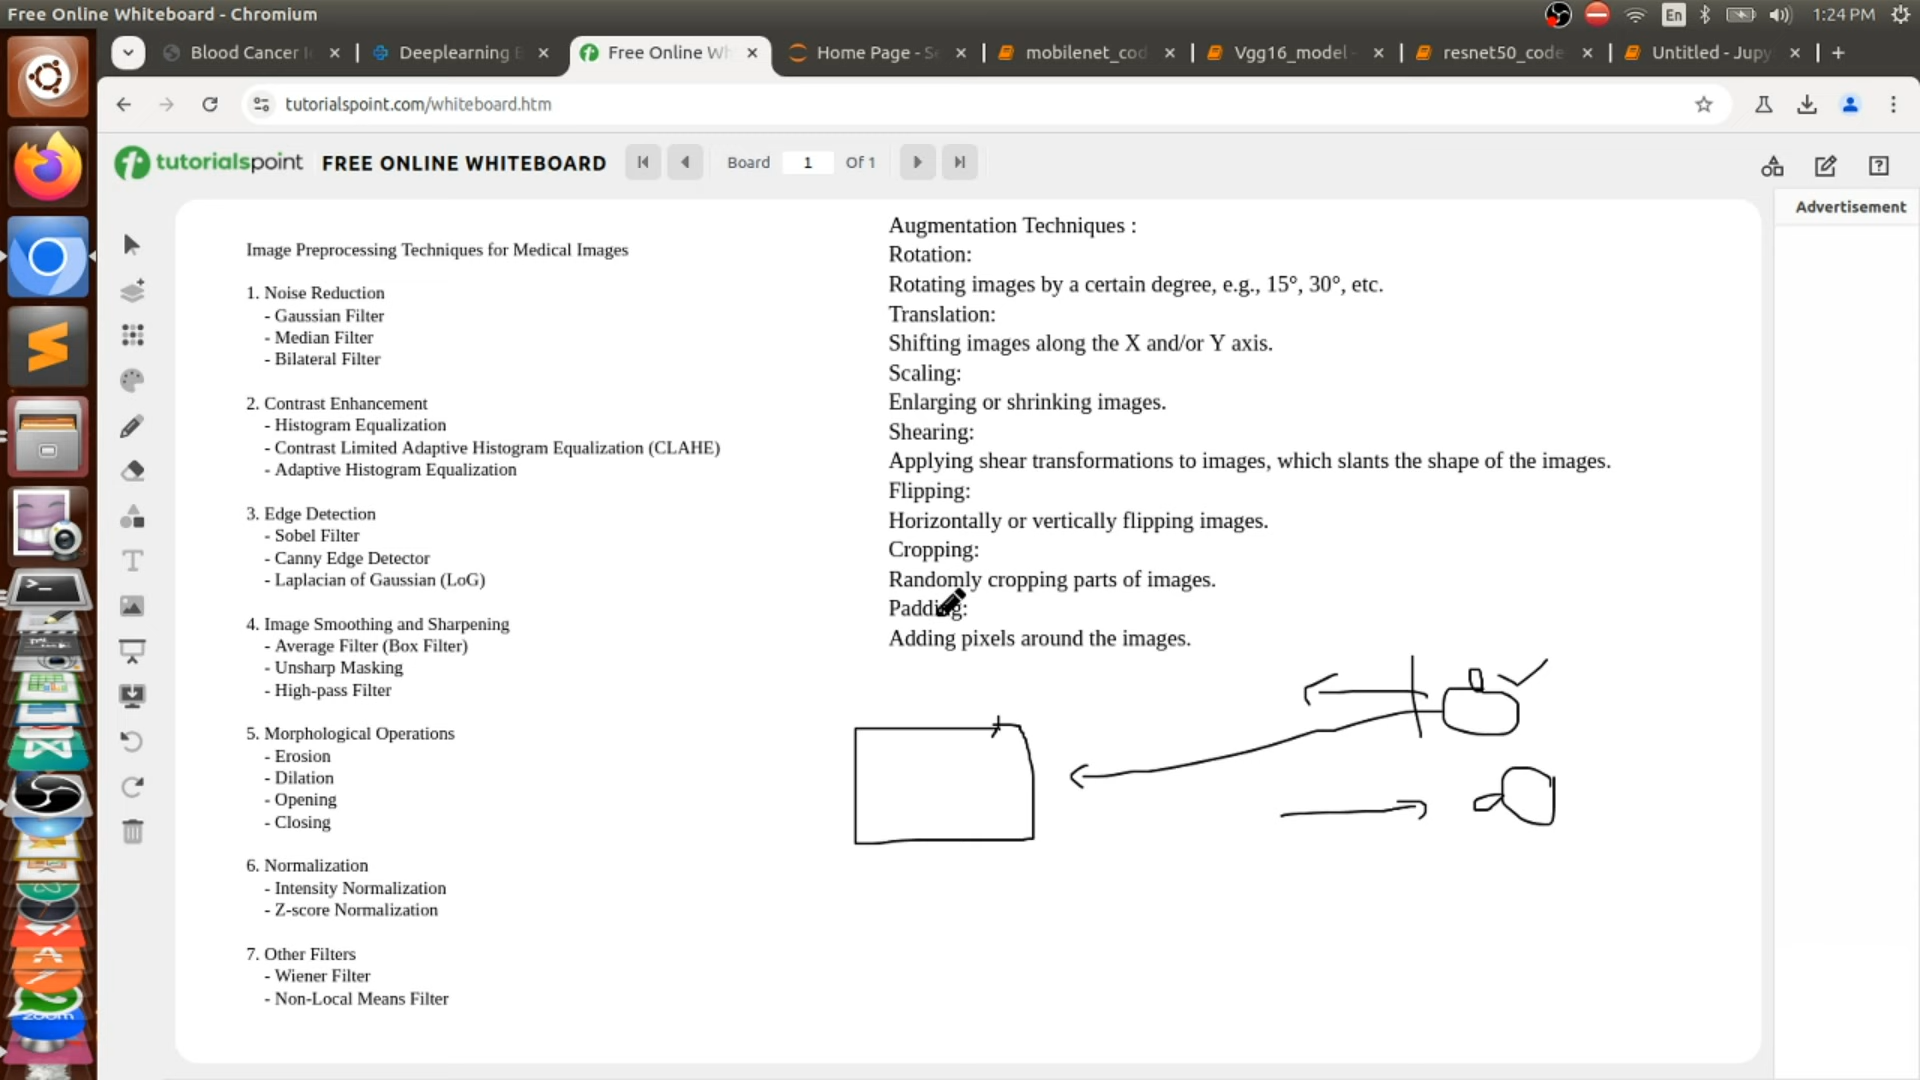 Free Online Whiteboard - Chromium
En
1:24 PM
Blood Cancer
Deeplearning
Free Online Wh
Home Page - Se
mobilenet_cod
Vgg16_model -
resnet50_code
Untitled - Jupy
tutorialspoint.com/whiteboard.htm
tutorialspoint FREE ONLINE WHITEBOARD
Board 1 Of 1
Advertisement
Image Preprocessing Techniques for Medical Images
1. Noise Reduction
- Gaussian Filter
- Median Filter
- Bilateral Filter
2. Contrast Enhancement
- Histogram Equalization
- Contrast Limited Adaptive Histogram Equalization (CLAHE)
- Adaptive Histogram Equalization
3. Edge Detection
- Sobel Filter
- Canny Edge Detector
- Laplacian of Gaussian (LoG)
4. Image Smoothing and Sharpening
- Average Filter (Box Filter)
- Unsharp Masking
- High-pass Filter
5. Morphological Operations
- Erosion
- Dilation
- Opening
- Closing
6. Normalization
- Intensity Normalization
- Z-score Normalization
7. Other Filters
- Wiener Filter
- Non-Local Means Filter
Augmentation Techniques :
Rotation:
Rotating images by a certain degree, e.g., 15°, 30°, etc.
Translation:
Shifting images along the X and/or Y axis.
Scaling:
Enlarging or shrinking images.
Shearing:
Applying shear transformations to images, which slants the shape of the images.
Flipping:
Horizontally or vertically flipping images.
Cropping:
Randomly cropping parts of images.
Padding:
Adding pixels around the images.
zoom